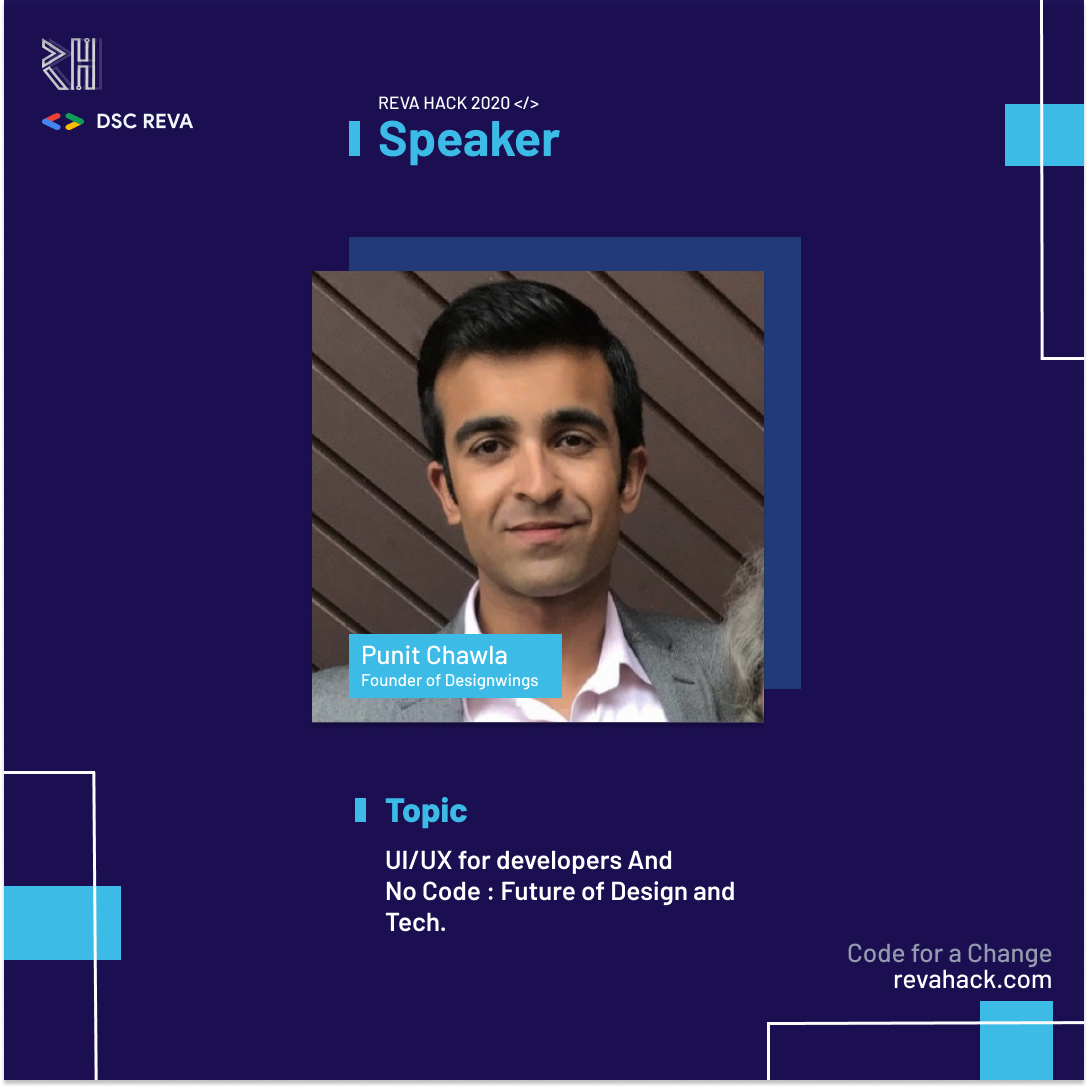 RH
DSC REVA
REVA HACK 2020 </>
Speaker
Punit Chawla
Founder of Designwings
Topic
UI/UX for developers And
No Code : Future of Design and
Tech.
Code for a Change
revahack.com